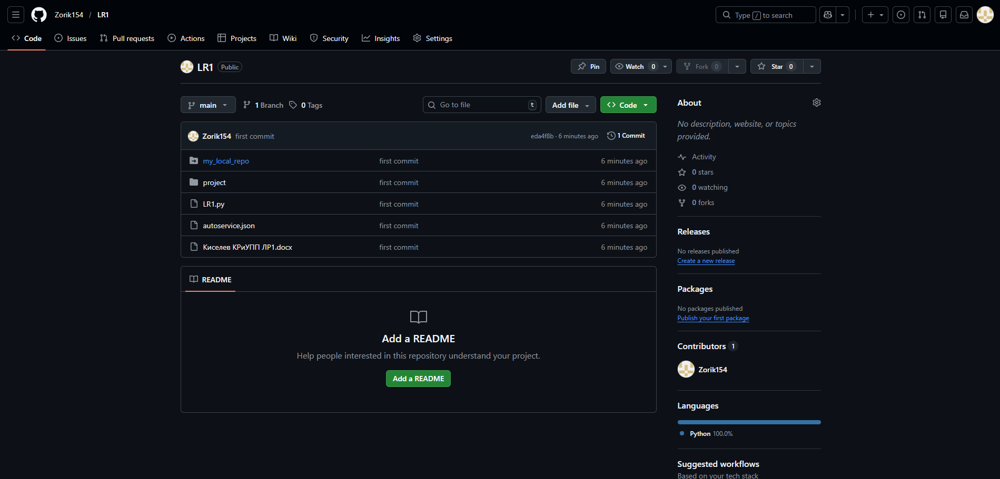 Zorik154 / LR1
Type / to search
Code
Issues
Pull requests
Actions
Projects
Wiki
Security
Insights
Settings
LR1 Public
Pin
Watch 0
Fork 0
Star 0
main
1 Branch
0 Tags
Go to file t
Add file
Code
Zorik154 first commit
eda4f8b · 6 minutes ago
1 Commit
my_local_repo first commit 6 minutes ago
project first commit 6 minutes ago
LR1.py first commit 6 minutes ago
autoservice.json first commit 6 minutes ago
Киселев КРиУПП ЛР1.docx first commit 6 minutes ago
README
Add a README
Help people interested in this repository understand your project.
Add a README
About
No description, website, or topics
provided.
Activity
0 stars
0 watching
0 forks
Releases
No releases published
Create a new release
Packages
No packages published
Publish your first package
Contributors 1
Zorik154
Languages
Python 100.0%
Suggested workflows
Based on your tech stack